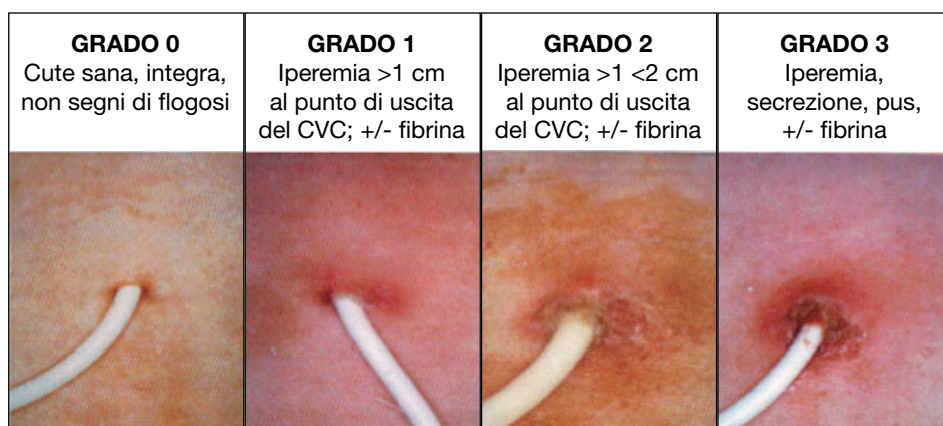 GRADO 0
Cute sana, integra,
non segni di flogosi
GRADO 1
Iperemia >1 cm
al punto di uscita
del CVC; +/- fibrina
GRADO 2
Iperemia >1 <2 cm
al punto di uscita
del CVC; +/- fibrina
GRADO 3
Iperemia,
secrezione, pus,
+/- fibrina